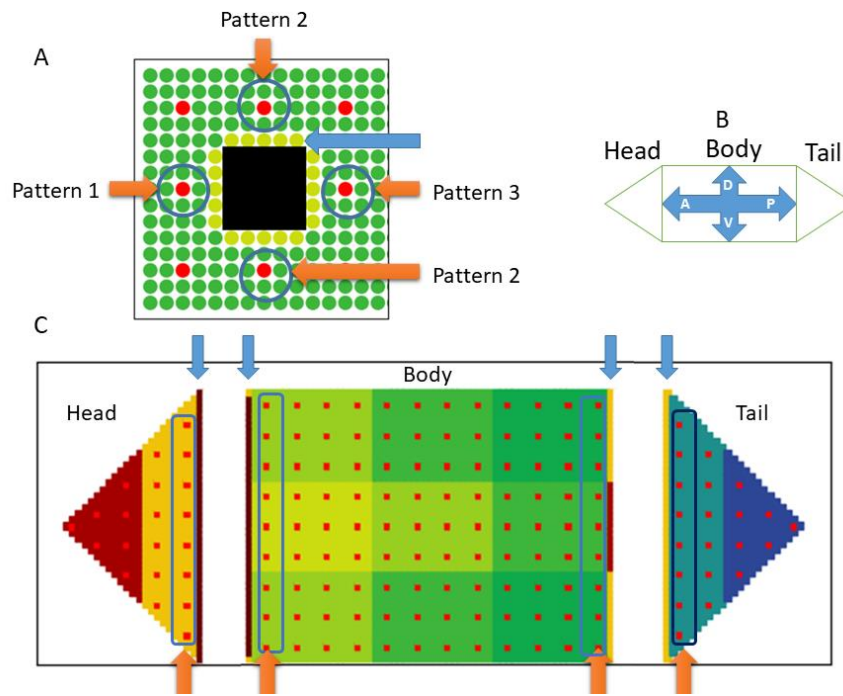 Pattern 2
A
Pattern 1
Pattern 3
Pattern 2
B
Head
Body
Tail
D
A
P
V
C
Body
Head
Tail